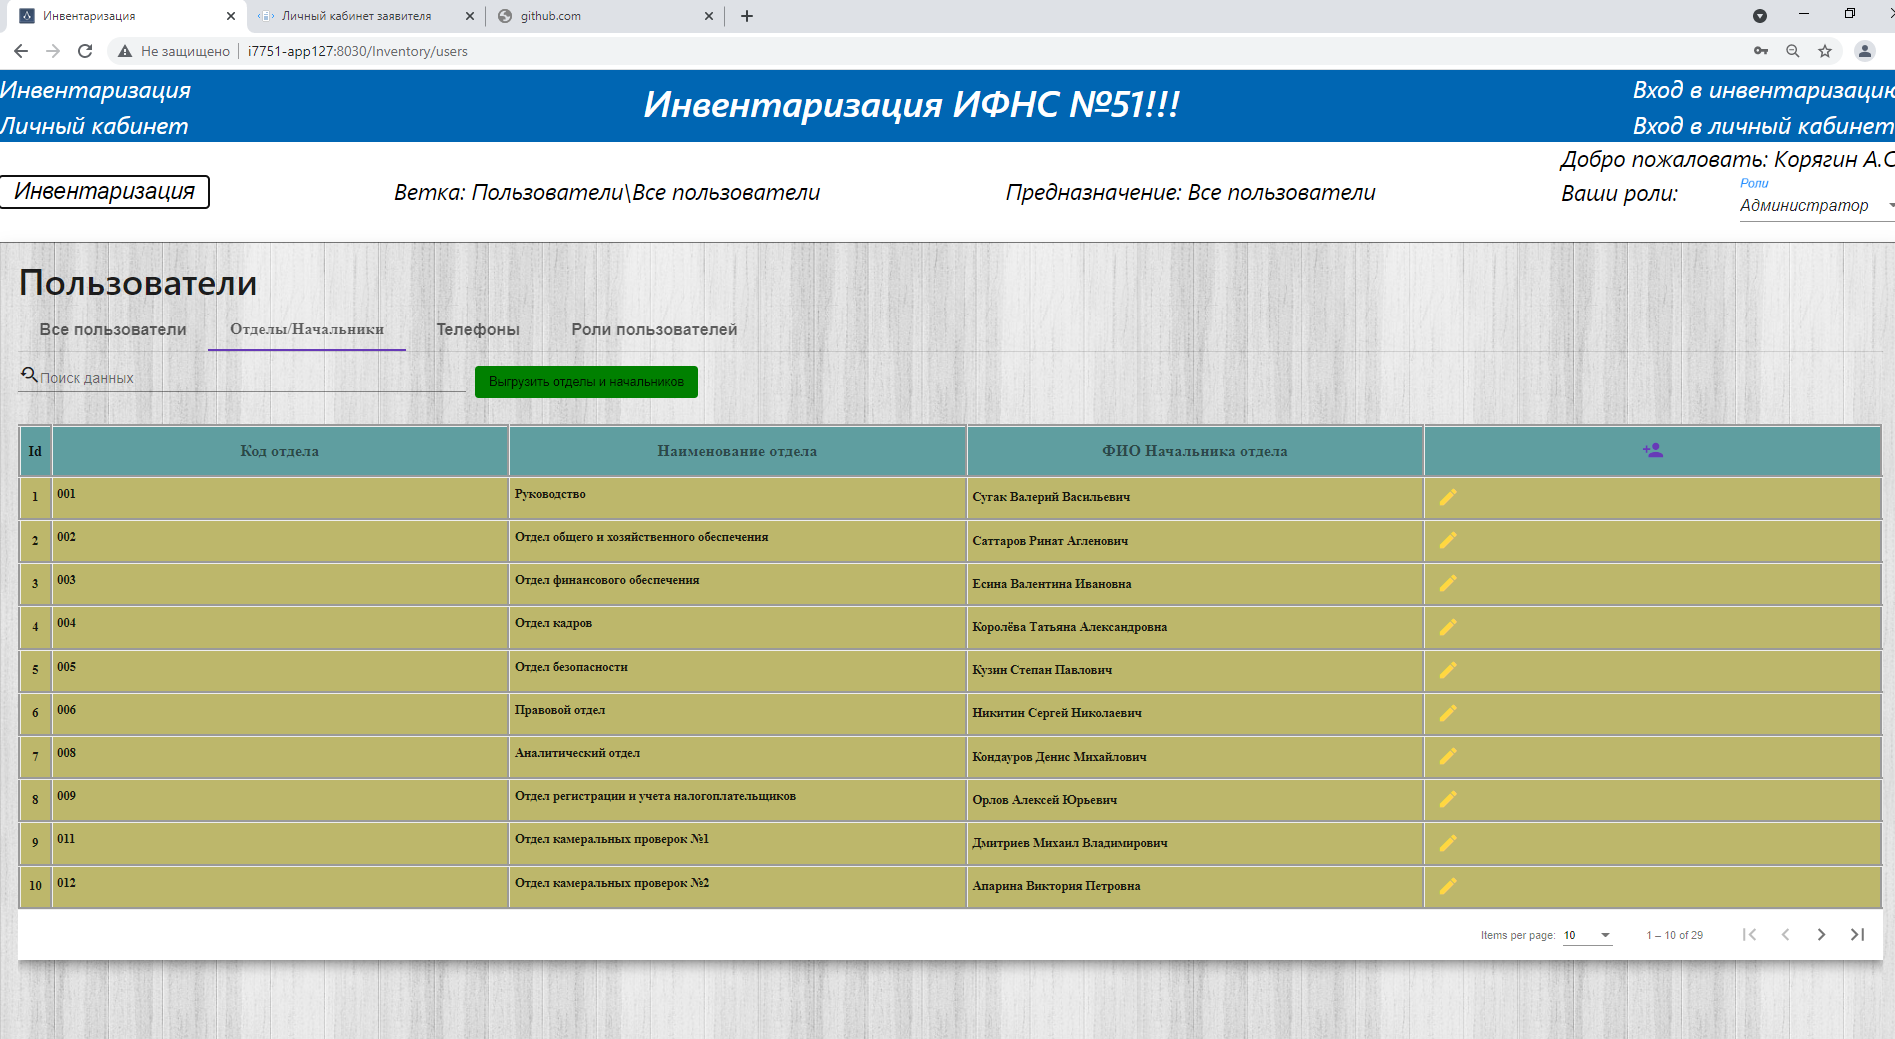 Инвентаризация
Личный кабинет заявителя
github.com
Не защищено
i7751-app127:8030/Inventory/users
Инвентаризация
Личный кабинет
Инвентаризация ИФНС №51!!!
Вход в инвентаризацию
Вход в личный кабинет
Добро пожаловать: Корягин А.С
Инвентаризация
Ветка: Пользователи\Все пользователи
Предназначение: Все пользователи
Ваши роли:
Роли
Администратор
Пользователи
Все пользователи
Отделы/Начальники
Телефоны
Роли пользователей
Поиск данных
Выгрузить отделы и начальников
Id Код отдела Наименование отдела ФИО Начальника отдела
1 001 Руководство Сугак Валерий Васильевич
2 002 Отдел общего и хозяйственного обеспечения Саттаров Ринат Агленович
3 003 Отдел финансового обеспечения Есина Валентина Ивановна
4 004 Отдел кадров Королёва Татьяна Александровна
5 005 Отдел безопасности Кузин Степан Павлович
6 006 Правовой отдел Никитин Сергей Николаевич
7 008 Аналитический отдел Кондауров Денис Михайлович
8 009 Отдел регистрации и учета налогоплательщиков Орлов Алексей Юрьевич
9 011 Отдел камеральных проверок №1 Дмитриев Михаил Владимирович
10 012 Отдел камеральных проверок №2 Апарина Виктория Петровна
Items per page: 10 1 – 10 of 29